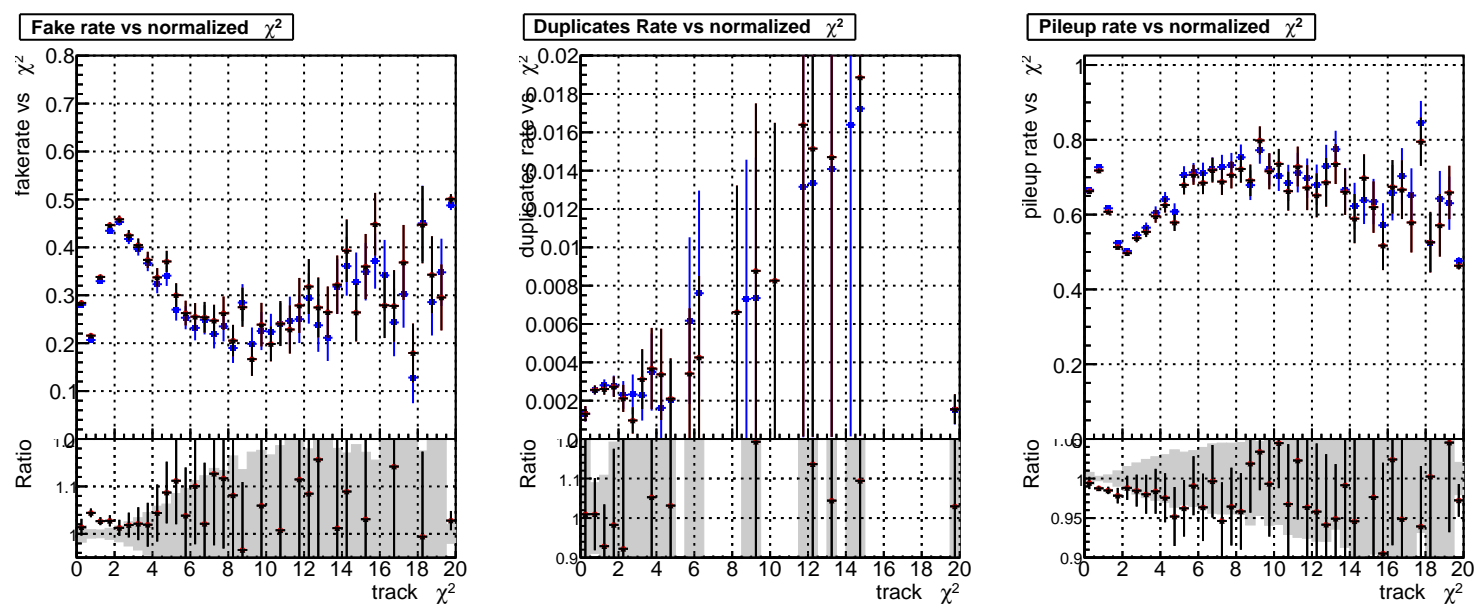 Fake rate vs normalized χ²
fakerate vs χ²
0.8
0.7
0.6
0.5
0.4
0.3
0.2
0.1
Ratio
1.1
1
0 2 4 6 8 10 12 14 16 18 20
track χ²
Duplicates Rate vs normalized χ²
duplicates rate vs χ²
0.02
0.018
0.016
0.014
0.012
0.01
0.008
0.006
0.004
0.002
Ratio
1.1
1
0.9
0 2 4 6 8 10 12 14 16 18 20
track χ²
Pileup rate vs normalized χ²
pileup rate vs χ²
1
0.8
0.6
0.4
0.2
Ratio
1
0.95
0.9
0 2 4 6 8 10 12 14 16 18 20
track χ²